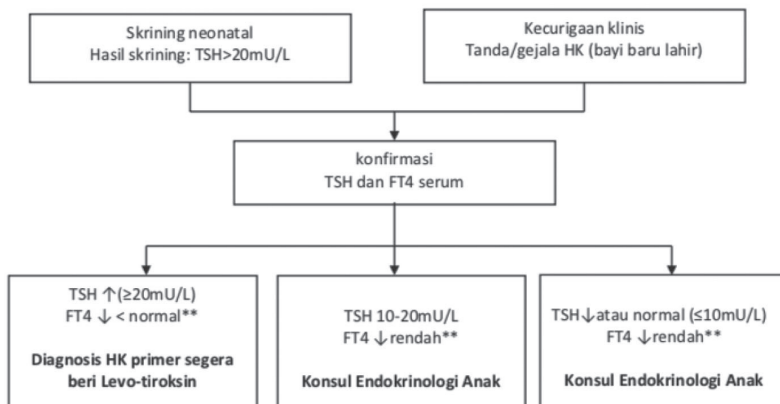 Skrining neonatal
Hasil skrining: TSH>20mU/L
Kecurigaan klinis
Tanda/gejala HK (bayi baru lahir)
konfirmasi
TSH dan FT4 serum
TSH ↑(≥20mU/L)
FT4 ↓ < normal**
Diagnosis HK primer segera
beri Levo-tiroksin
TSH 10-20mU/L
FT4 ↓rendah**
Konsul Endokrinologi Anak
TSH↓atau normal (≤10mU/L)
FT4 ↓rendah**
Konsul Endokrinologi Anak